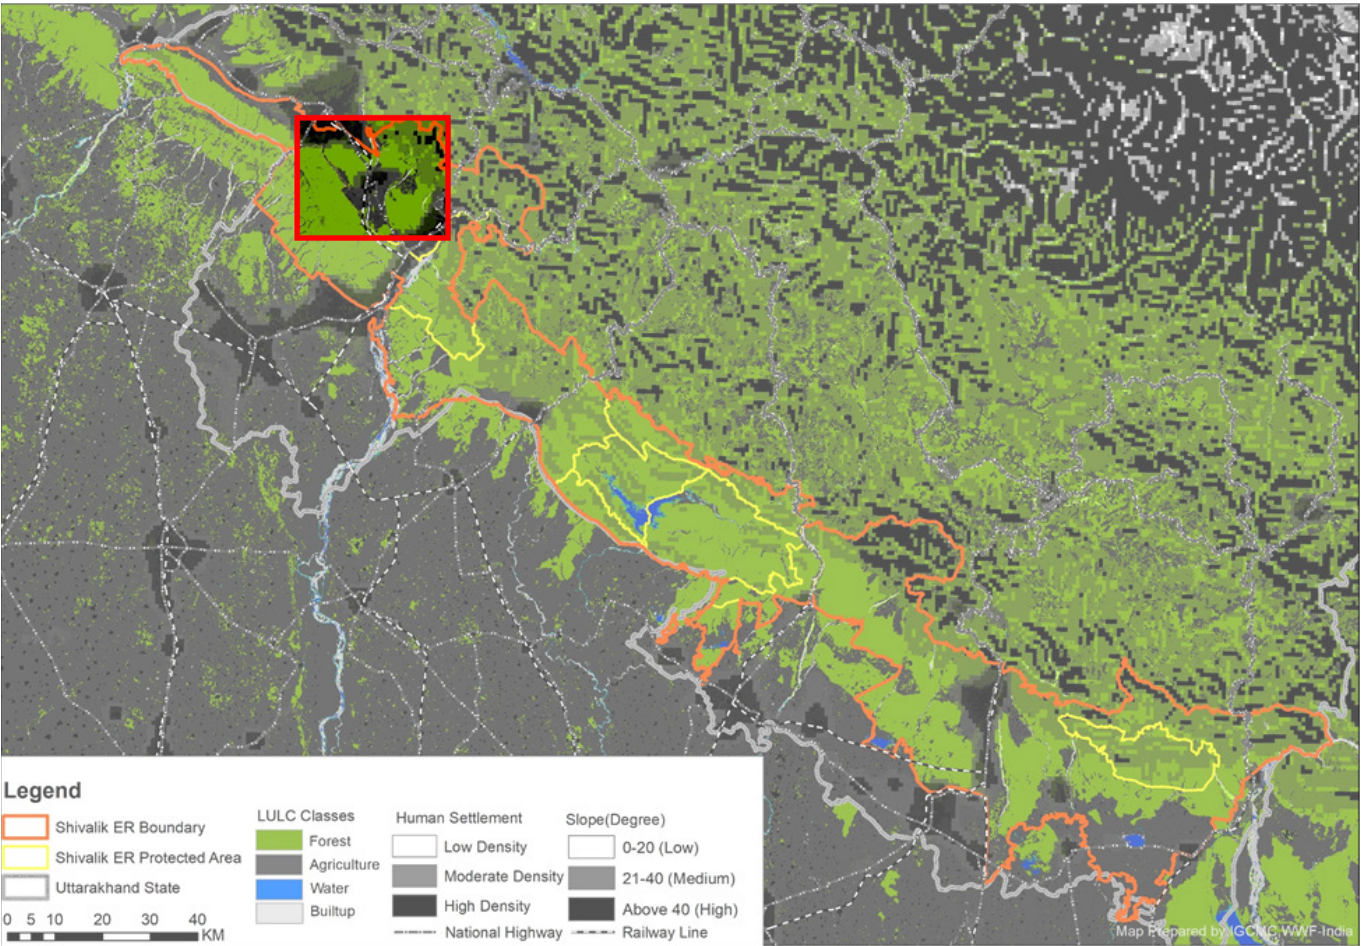 Legend
Shivalik ER Boundary
Shivalik ER Protected Area
Uttarakhand State
0 5 10 20 30 40
KM
LULC Classes
Forest
Agriculture
Water
Builtup
Human Settlement
Low Density
Moderate Density
High Density
National Highway
Slope(Degree)
0-20 (Low)
21-40 (Medium)
Above 40 (High)
Railway Line
Map Prepared by IGCMC, WWF-India